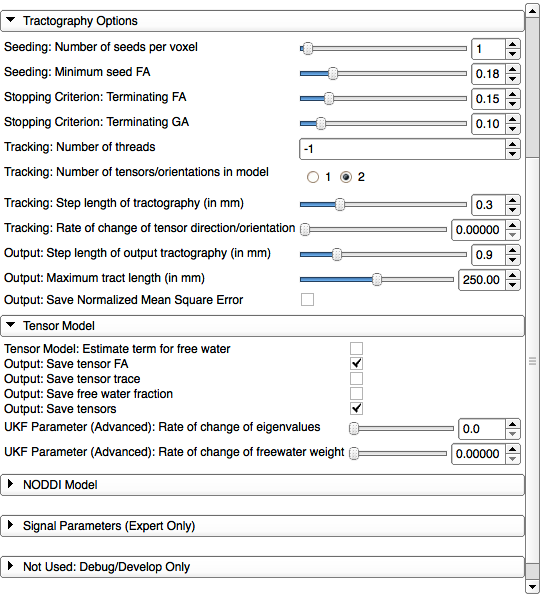 Tractography Options
Seeding: Number of seeds per voxel 1
Seeding: Minimum seed FA 0.18
Stopping Criterion: Terminating FA 0.15
Stopping Criterion: Terminating GA 0.10
Tracking: Number of threads -1
Tracking: Number of tensors/orientations in model 1 2
Tracking: Step length of tractography (in mm) 0.3
Tracking: Rate of change of tensor direction/orientation 0.00000
Output: Step length of output tractography (in mm) 0.9
Output: Maximum tract length (in mm) 250.00
Output: Save Normalized Mean Square Error
Tensor Model
Tensor Model: Estimate term for free water
Output: Save tensor FA
Output: Save tensor trace
Output: Save free water fraction
Output: Save tensors
UKF Parameter (Advanced): Rate of change of eigenvalues 0.0
UKF Parameter (Advanced): Rate of change of freewater weight 0.00000
NODDI Model
Signal Parameters (Expert Only)
Not Used: Debug/Develop Only